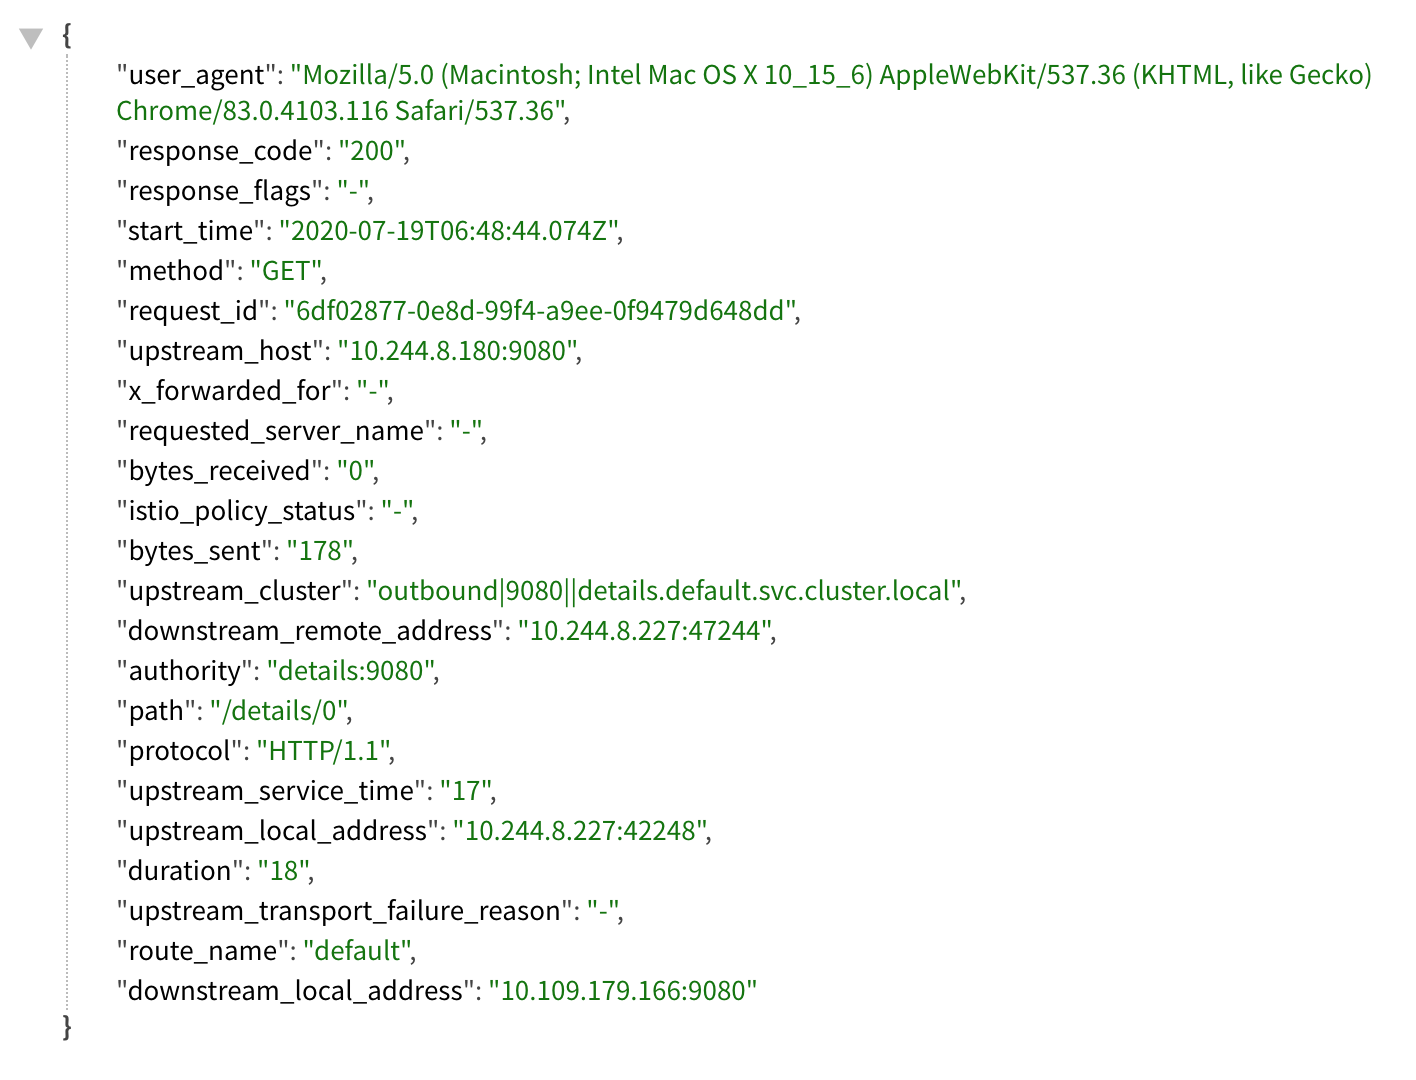 {
"user_agent": "Mozilla/5.0 (Macintosh; Intel Mac OS X 10_15_6) AppleWebKit/537.36 (KHTML, like Gecko)
Chrome/83.0.4103.116 Safari/537.36",
"response_code": "200",
"response_flags": "-",
"start_time": "2020-07-19T06:48:44.074Z",
"method": "GET",
"request_id": "6df02877-0e8d-99f4-a9ee-0f9479d648dd",
"upstream_host": "10.244.8.180:9080",
"x_forwarded_for": "-",
"requested_server_name": "-",
"bytes_received": "0",
"istio_policy_status": "-",
"bytes_sent": "178",
"upstream_cluster": "outbound|9080||details.default.svc.cluster.local",
"downstream_remote_address": "10.244.8.227:47244",
"authority": "details:9080",
"path": "/details/0",
"protocol": "HTTP/1.1",
"upstream_service_time": "17",
"upstream_local_address": "10.244.8.227:42248",
"duration": "18",
"upstream_transport_failure_reason": "-",
"route_name": "default",
"downstream_local_address": "10.109.179.166:9080"
}